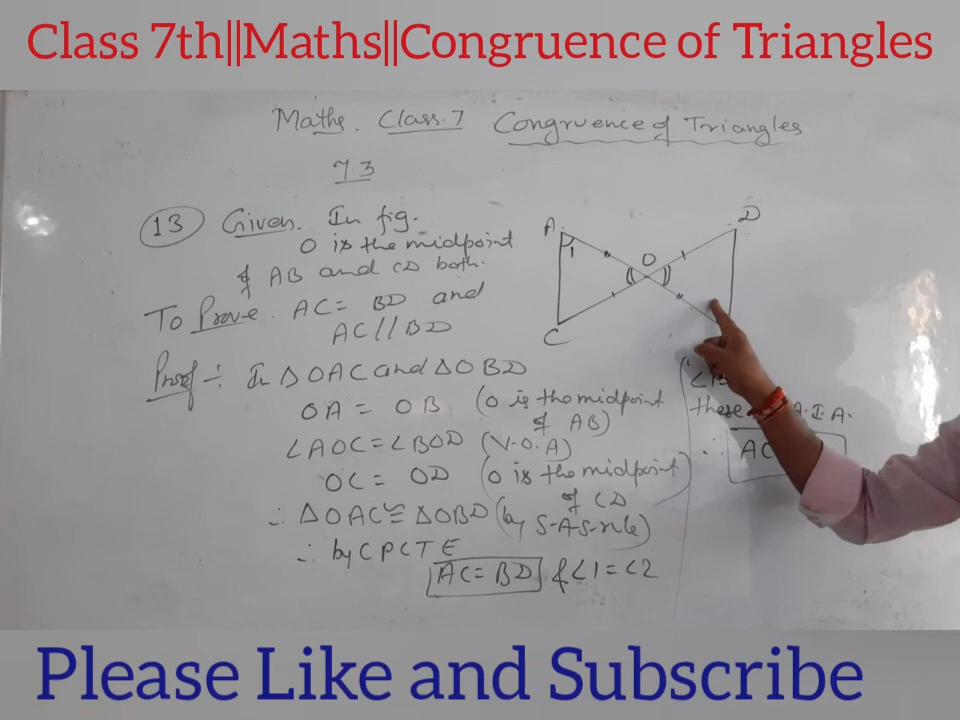 Class 7th||Maths||Congruence of Triangles
Maths. Class.7 Congruence of Triangles
7.3
13 Given. In fig.
O is the midpoint
of AB and CD both.
To Prove. AC = BD and
AC // BD
Proof ÷ In △OAC and △OBD
OA = OB (O is the midpoint
of AB)
∠AOC = ∠BOD (V.O.A)
OC = OD (O is the midpoint
of CD
∴ △OAC ≅ △OBD (by S-A-S-rule)
∴ by CPCTE
AC = BD & ∠1 = ∠2
A
1
O
D
C
these A.I.A.
∴ AC
Please Like and Subscribe